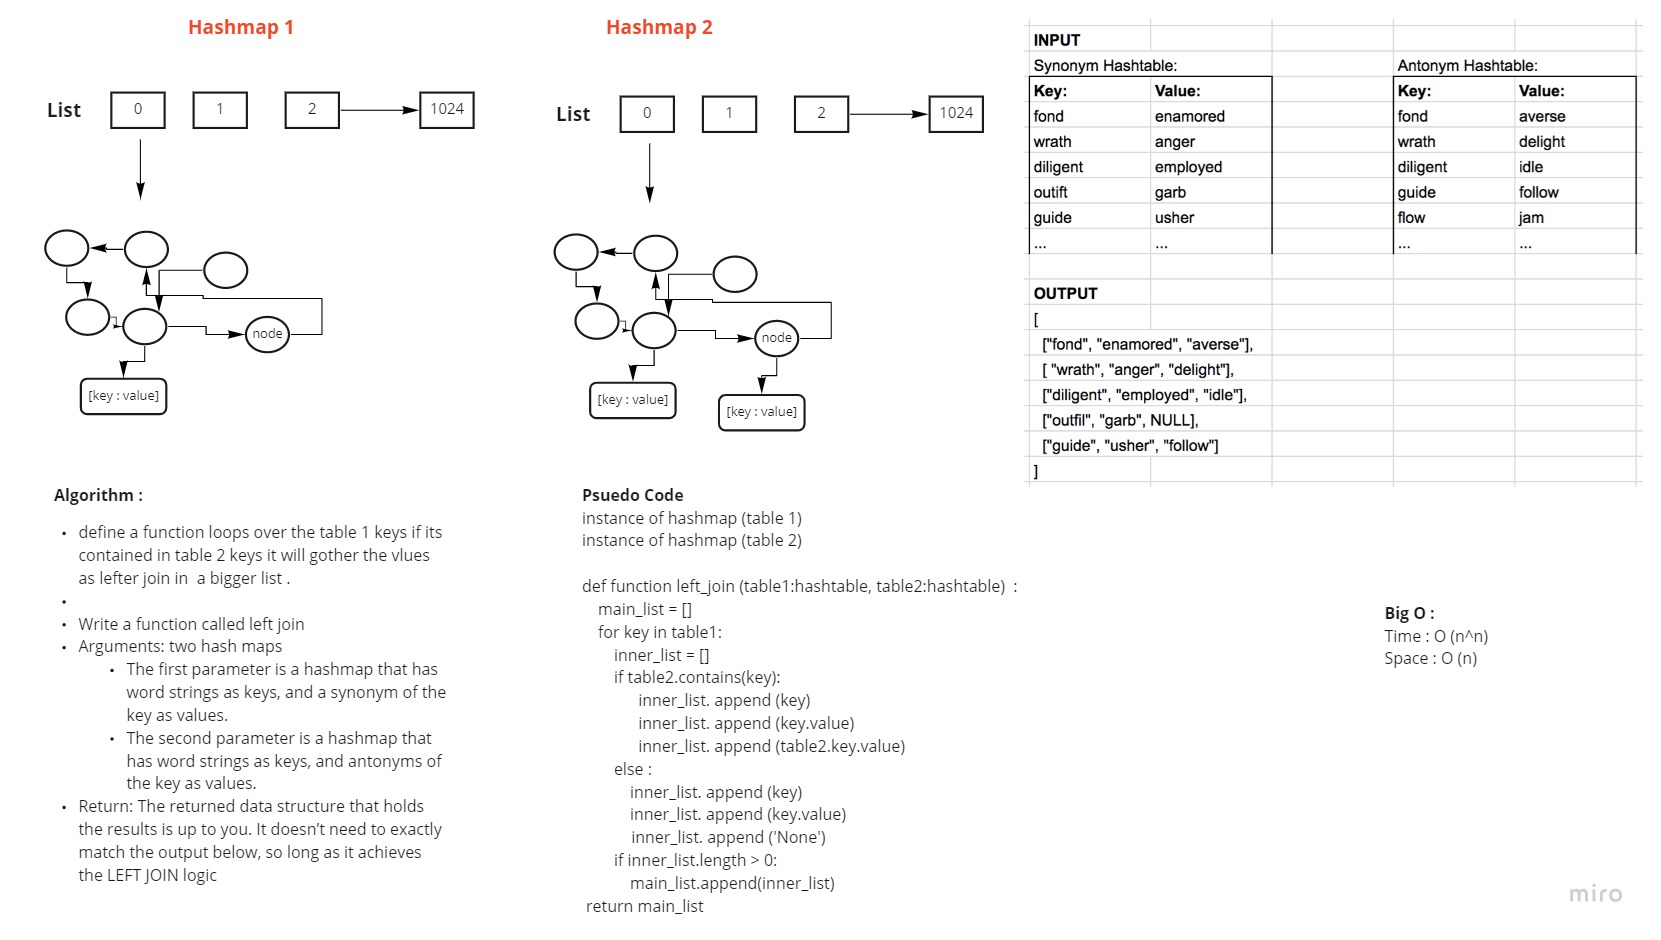 Hashmap 1
List
0
1
2
1024
node
[key : value]
Hashmap 2
List
0
1
2
1024
node
[key : value]
[key : value]
INPUT
Synonym Hashtable:
Key: Value:
fond enamored
wrath anger
diligent employed
outift garb
guide usher
... ...
Antonym Hashtable:
Key: Value:
fond averse
wrath delight
diligent idle
guide follow
flow jam
... ...
OUTPUT
[
["fond", "enamored", "averse"],
[ "wrath", "anger", "delight"],
["diligent", "employed", "idle"],
["outfil", "garb", NULL],
["guide", "usher", "follow"]
]
Algorithm :
• define a function loops over the table 1 keys if its
contained in table 2 keys it will gother the vlues
as lefter join in a bigger list .
•
• Write a function called left join
• Arguments: two hash maps
• The first parameter is a hashmap that has
word strings as keys, and a synonym of the
key as values.
• The second parameter is a hashmap that
has word strings as keys, and antonyms of
the key as values.
• Return: The returned data structure that holds
the results is up to you. It doesn’t need to exactly
match the output below, so long as it achieves
the LEFT JOIN logic
Psuedo Code
instance of hashmap (table 1)
instance of hashmap (table 2)
def function left_join (table1:hashtable, table2:hashtable) :
main_list = []
for key in table1:
inner_list = []
if table2.contains(key):
inner_list. append (key)
inner_list. append (key.value)
inner_list. append (table2.key.value)
else :
inner_list. append (key)
inner_list. append (key.value)
inner_list. append ('None')
if inner_list.length > 0:
main_list.append(inner_list)
return main_list
Big O :
Time : O (n^n)
Space : O (n)
miro